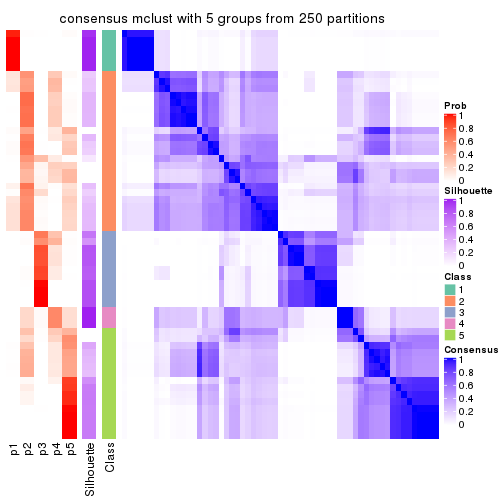 consensus mclust with 5 groups from 250 partitions
p1
p2
p3
p4
p5
Silhouette
Class
Prob
1
0.8
0.6
0.4
0.2
0
Silhouette
1
0.8
0.6
0.4
0.2
0
Class
1
2
3
4
5
Consensus
1
0.8
0.6
0.4
0.2
0